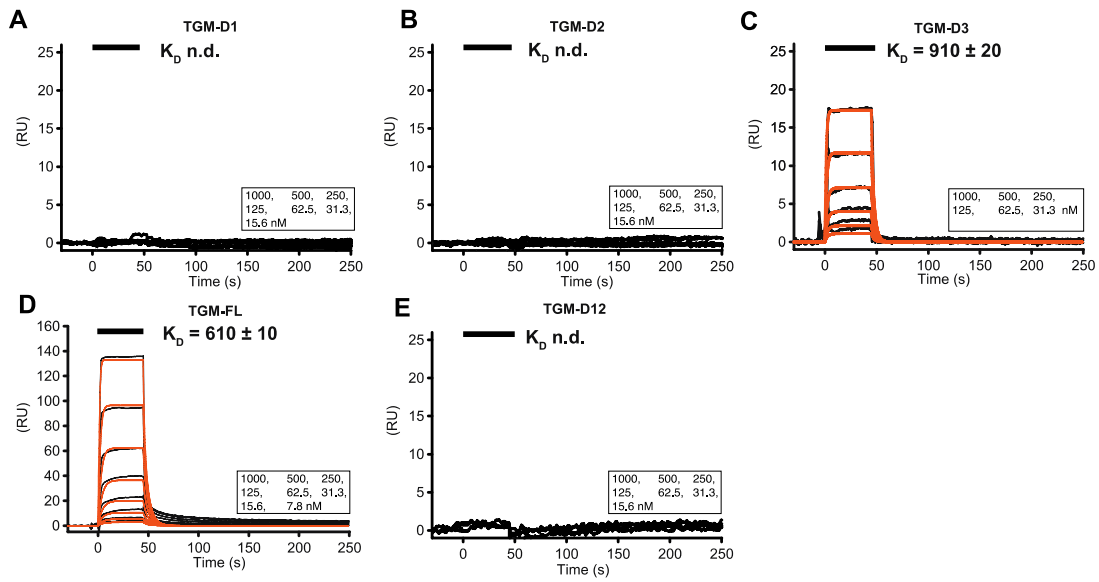 A
TGM-D1
K_D n.d.
25
20
15
10
5
0
(RU)
1000, 500, 250,
125, 62.5, 31.3,
15.6 nM
0 50 100 150 200 250
Time (s)
B
TGM-D2
K_D n.d.
25
20
15
10
5
0
(RU)
1000, 500, 250,
125, 62.5, 31.3,
15.6 nM
0 50 100 150 200 250
Time (s)
C
TGM-D3
K_D = 910 ± 20
25
20
15
10
5
0
(RU)
1000, 500, 250,
125, 62.5, 31.3 nM
0 50 100 150 200 250
Time (s)
D
TGM-FL
K_D = 610 ± 10
160
140
120
100
80
60
40
20
0
(RU)
1000, 500, 250,
125, 62.5, 31.3,
15.6, 7.8 nM
0 50 100 150 200 250
Time (s)
E
TGM-D12
K_D n.d.
25
20
15
10
5
0
(RU)
1000, 500, 250,
125, 62.5, 31.3,
15.6 nM
0 50 100 150 200 250
Time (s)